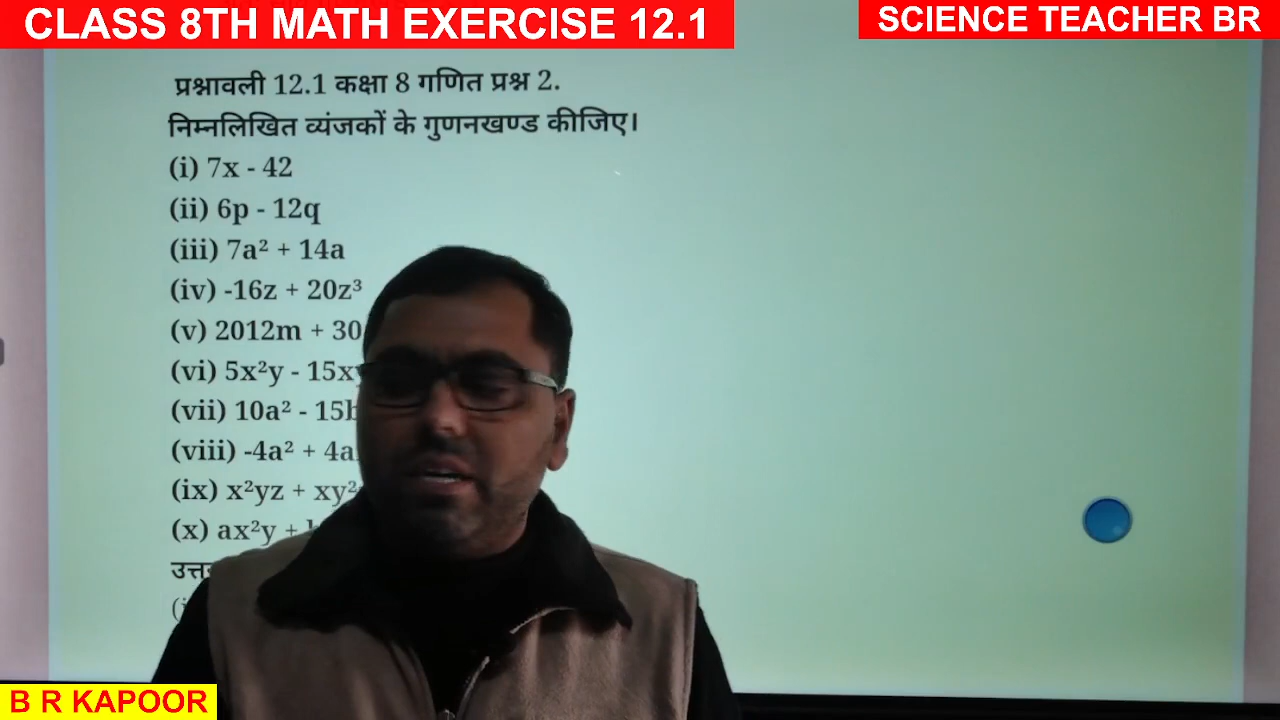 CLASS 8TH MATH EXERCISE 12.1
SCIENCE TEACHER BR
प्रश्नावली 12.1 कक्षा 8 गणित प्रश्न 2.
निम्नलिखित व्यंजकों के गुणनखण्ड कीजिए।
(i) 7x - 42
(ii) 6p - 12q
(iii) 7a² + 14a
(iv) -16z + 20z³
(v) 2012m + 30
(vi) 5x²y - 15xy
(vii) 10a² - 15b
(viii) -4a² + 4a
(ix) x²yz + xy²
(x) ax²y +
B R KAPOOR